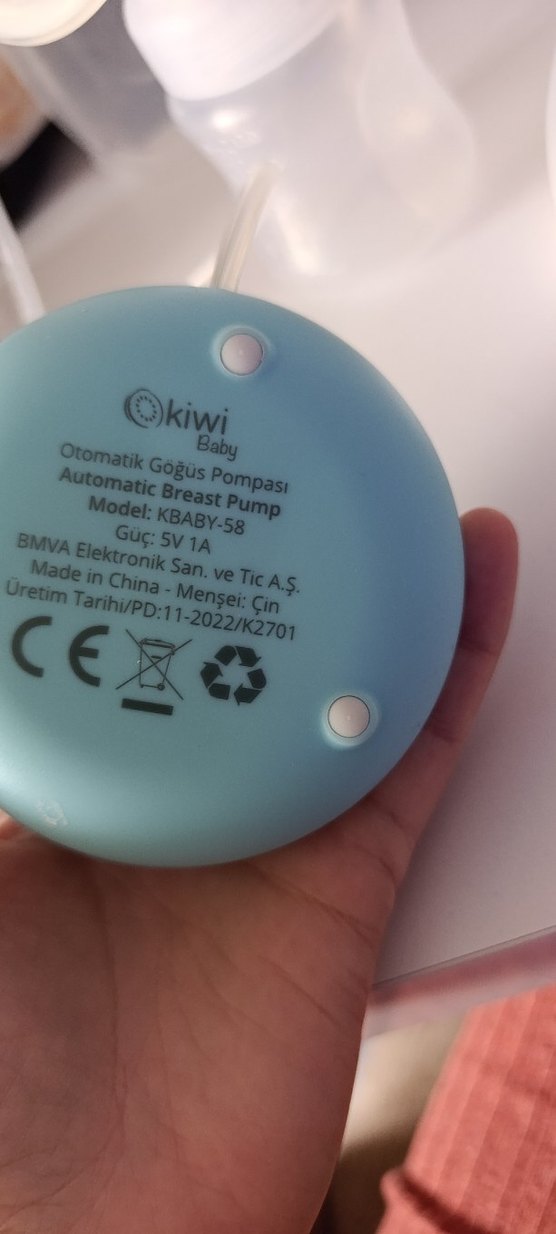 kiwi
Baby
Otomatik Göğüs Pompası
Automatic Breast Pump
Model: KBABY-58
Güç: 5V 1A
BMVA Elektronik San. ve Tic A.Ş.
Made in China - Menşei: Çin
Üretim Tarihi/PD:11-2022/K2701
CE